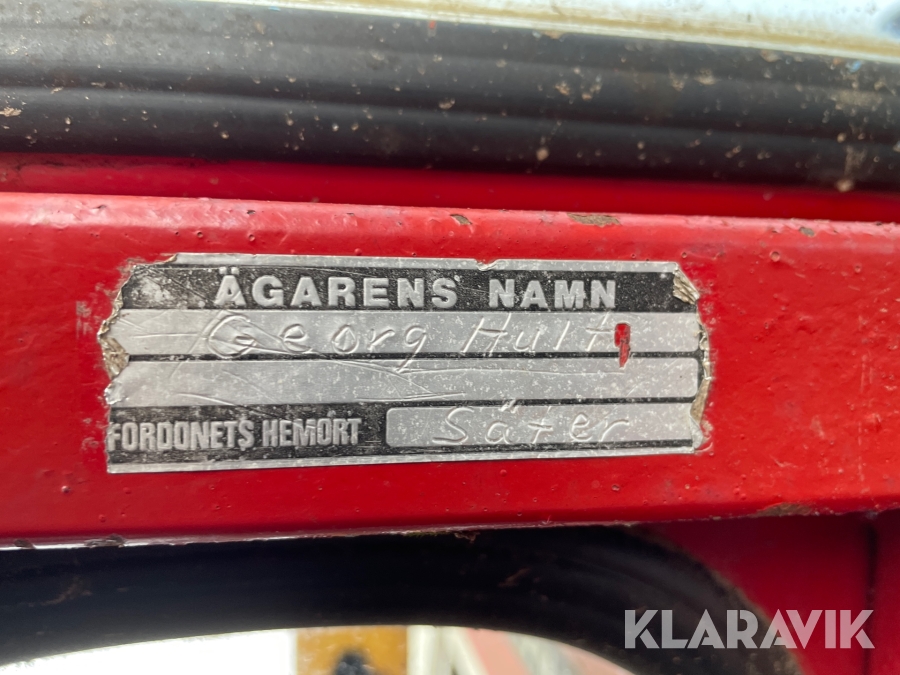 ÄGARENS NAMN
Georg Hult
FORDONETS HEMORT
Säter
KLARAVIK